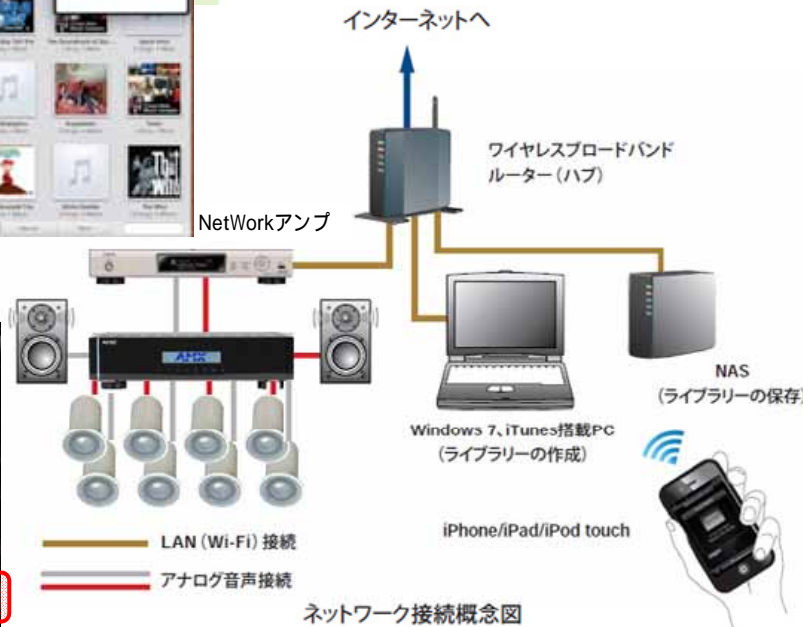 インターネットへ
ワイヤレスブロードバンド
ルーター（ハブ）
NetWorkアンプ
AMX
NAS
（ライブラリーの保存）
Windows 7、iTunes搭載PC
（ライブラリーの作成）
iPhone/iPad/iPod touch
LAN（Wi-Fi）接続
アナログ音声接続
ネットワーク接続概念図